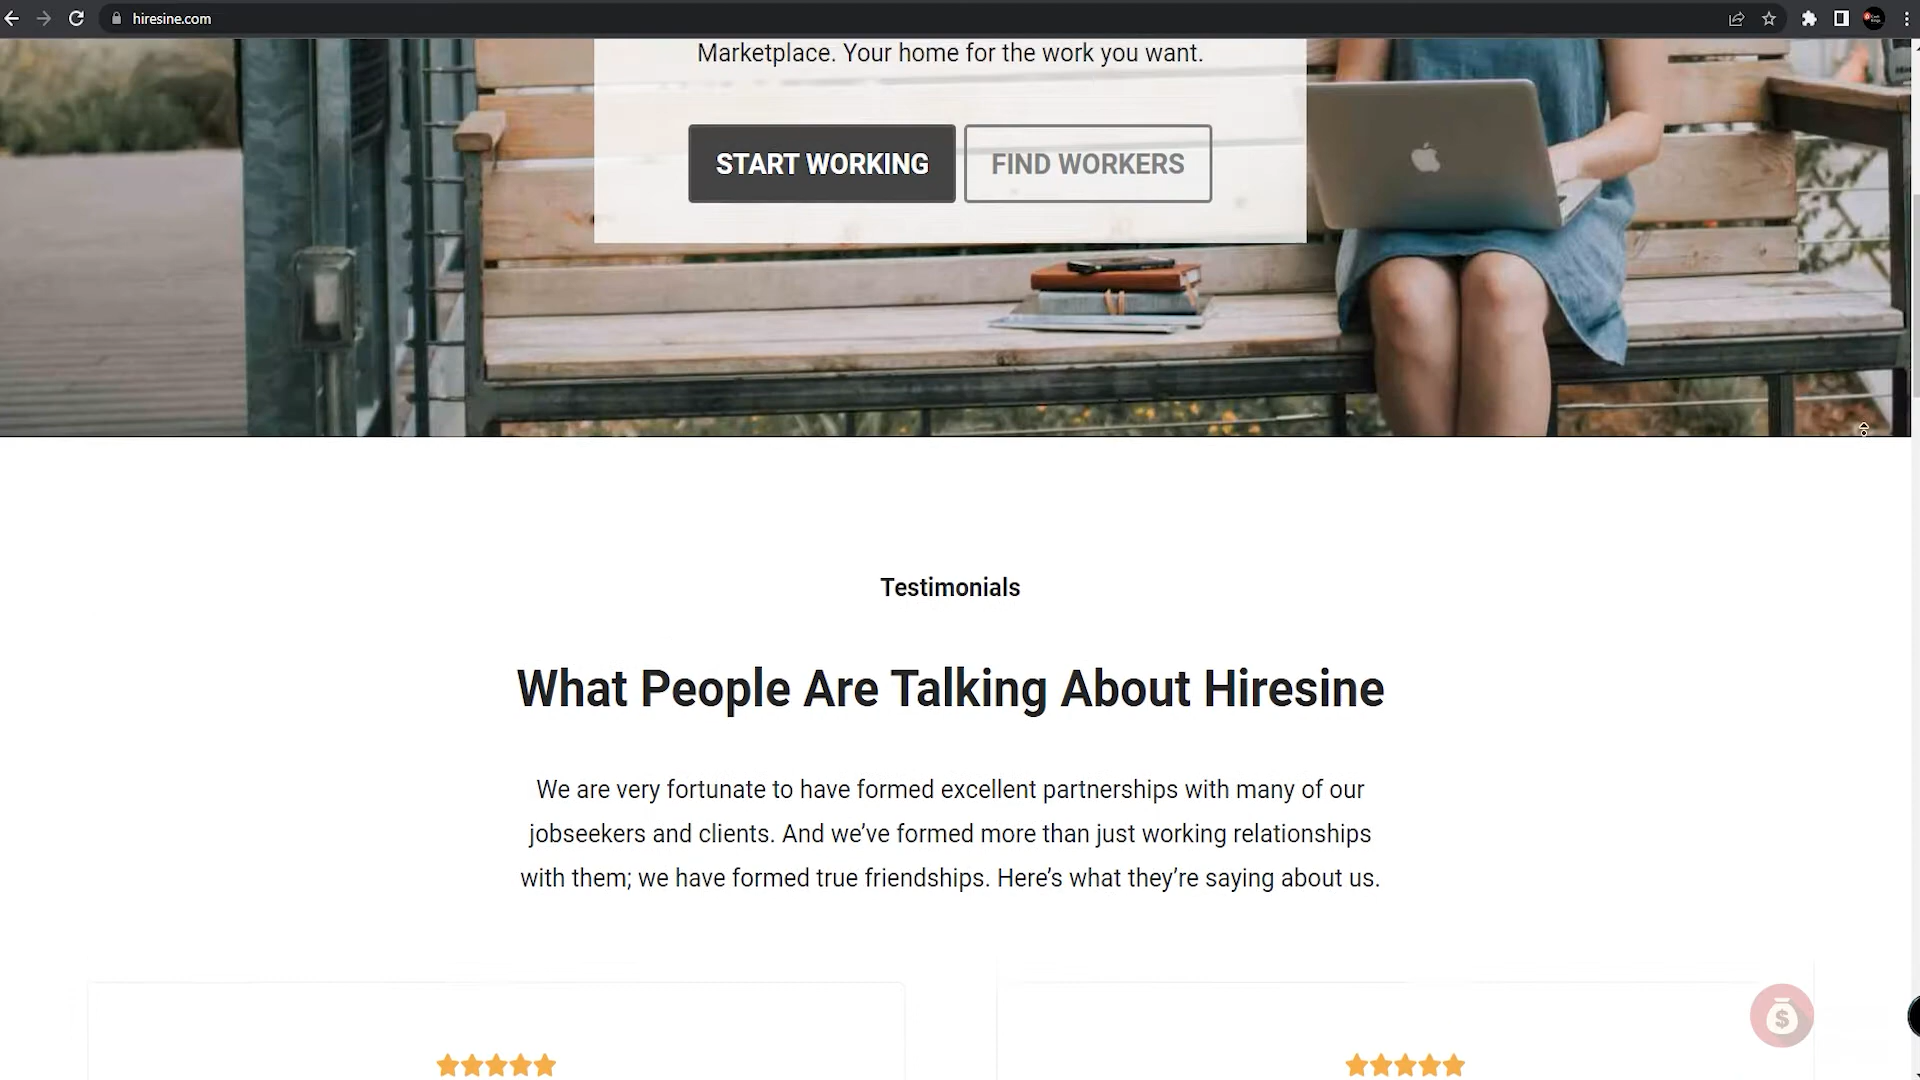 hiresine.com
Marketplace. Your home for the work you want.
START WORKING
FIND WORKERS
Testimonials
What People Are Talking About Hiresine
We are very fortunate to have formed excellent partnerships with many of our
jobseekers and clients. And we’ve formed more than just working relationships
with them; we have formed true friendships. Here’s what they’re saying about us.
$